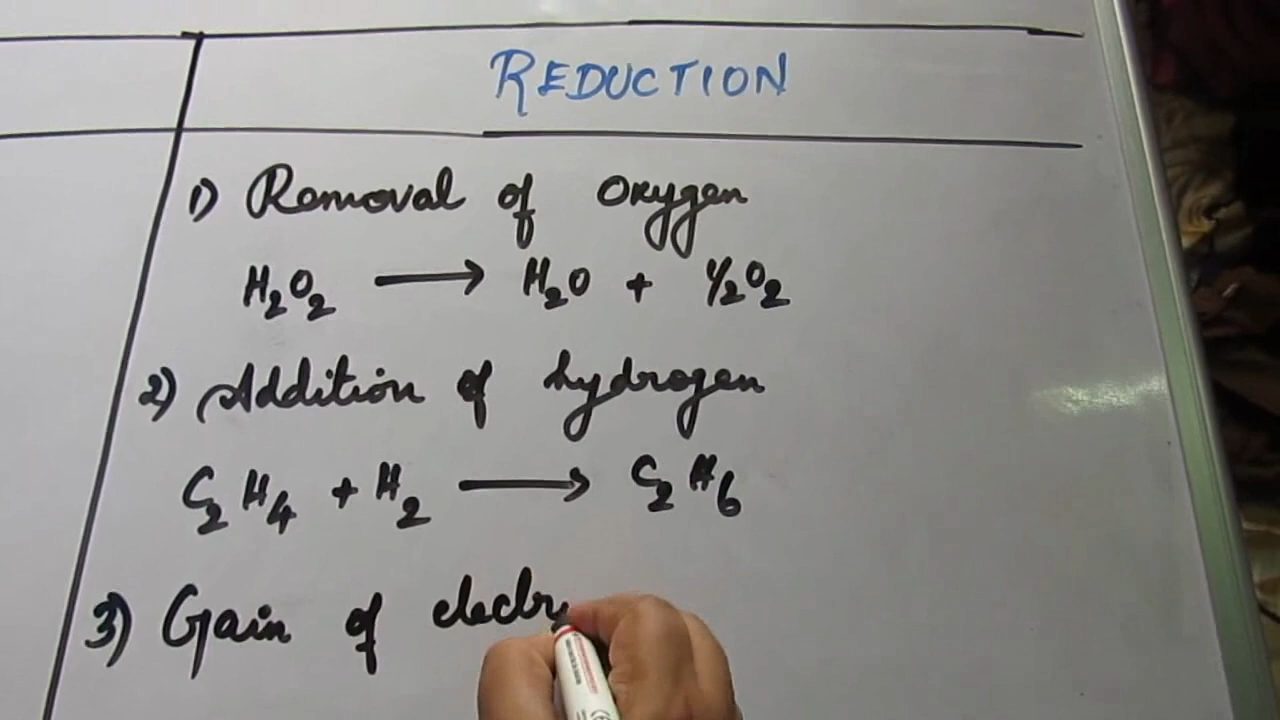 REDUCTION
1) Removal of oxygen
H₂O₂ ⟶ H₂O + 1/2O₂
2) Addition of hydrogen
C₂H₄ + H₂ ⟶ C₂H₆
3) Gain of electr